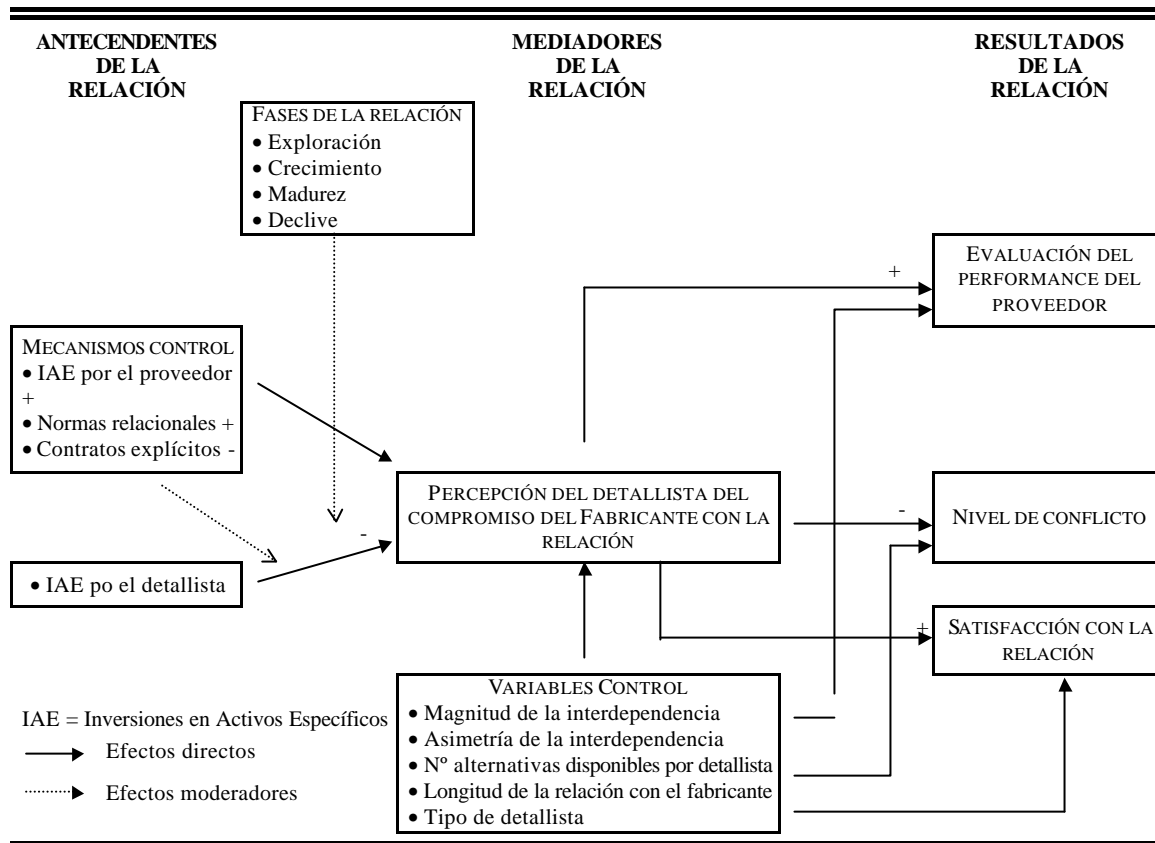 ANTECENDENTES
DE LA
RELACIÓN
MEDIADORES
DE LA
RELACIÓN
RESULTADOS
DE LA
RELACIÓN
FASES DE LA RELACIÓN
• Exploración
• Crecimiento
• Madurez
• Declive
EVALUACIÓN DEL
PERFORMANCE DEL
PROVEEDOR
+
MECANISMOS CONTROL
• IAE por el proveedor
+
• Normas relacionales +
• Contratos explícitos -
PERCEPCIÓN DEL DETALLISTA DEL
COMPROMISO DEL FABRICANTE CON LA
RELACIÓN
-
-
NIVEL DE CONFLICTO
• IAE po el detallista
+
SATISFACCIÓN CON LA
RELACIÓN
VARIABLES CONTROL
• Magnitud de la interdependencia
• Asimetría de la interdependencia
• Nº alternativas disponibles por detallista
• Longitud de la relación con el fabricante
• Tipo de detallista
IAE = Inversiones en Activos Específicos
Efectos directos
Efectos moderadores